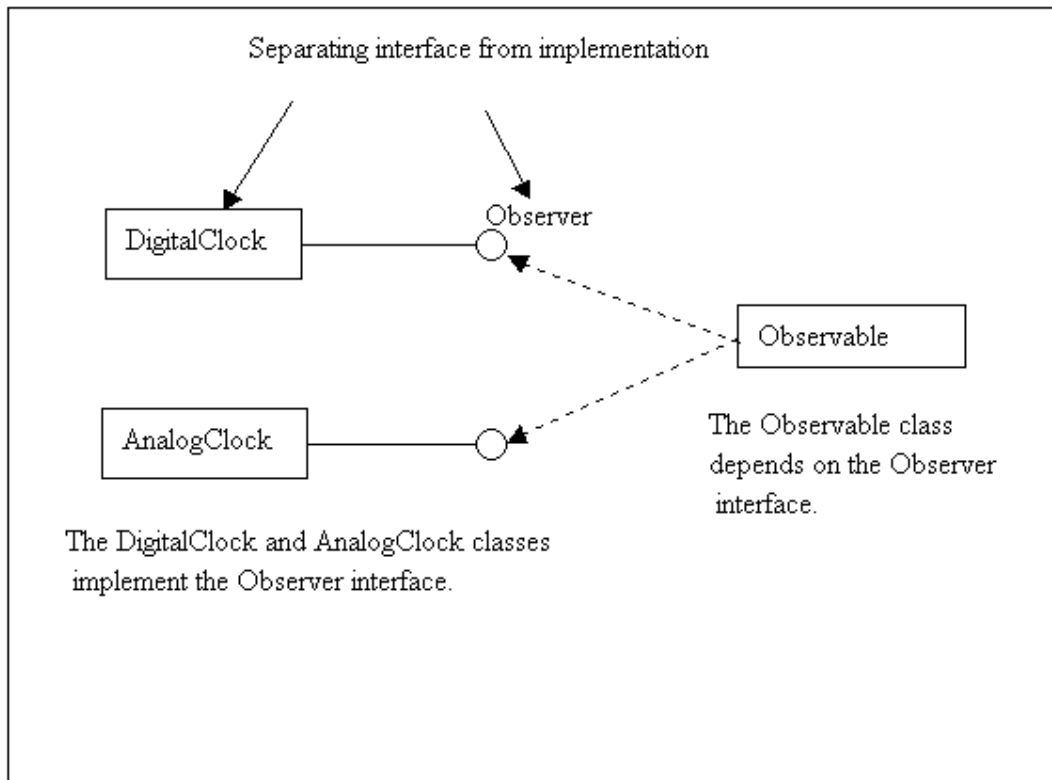 Separating interface from implementation
Observer
DigitalClock
Observable
AnalogClock
The Observable class
depends on the Observer
interface.
The DigitalClock and AnalogClock classes
implement the Observer interface.